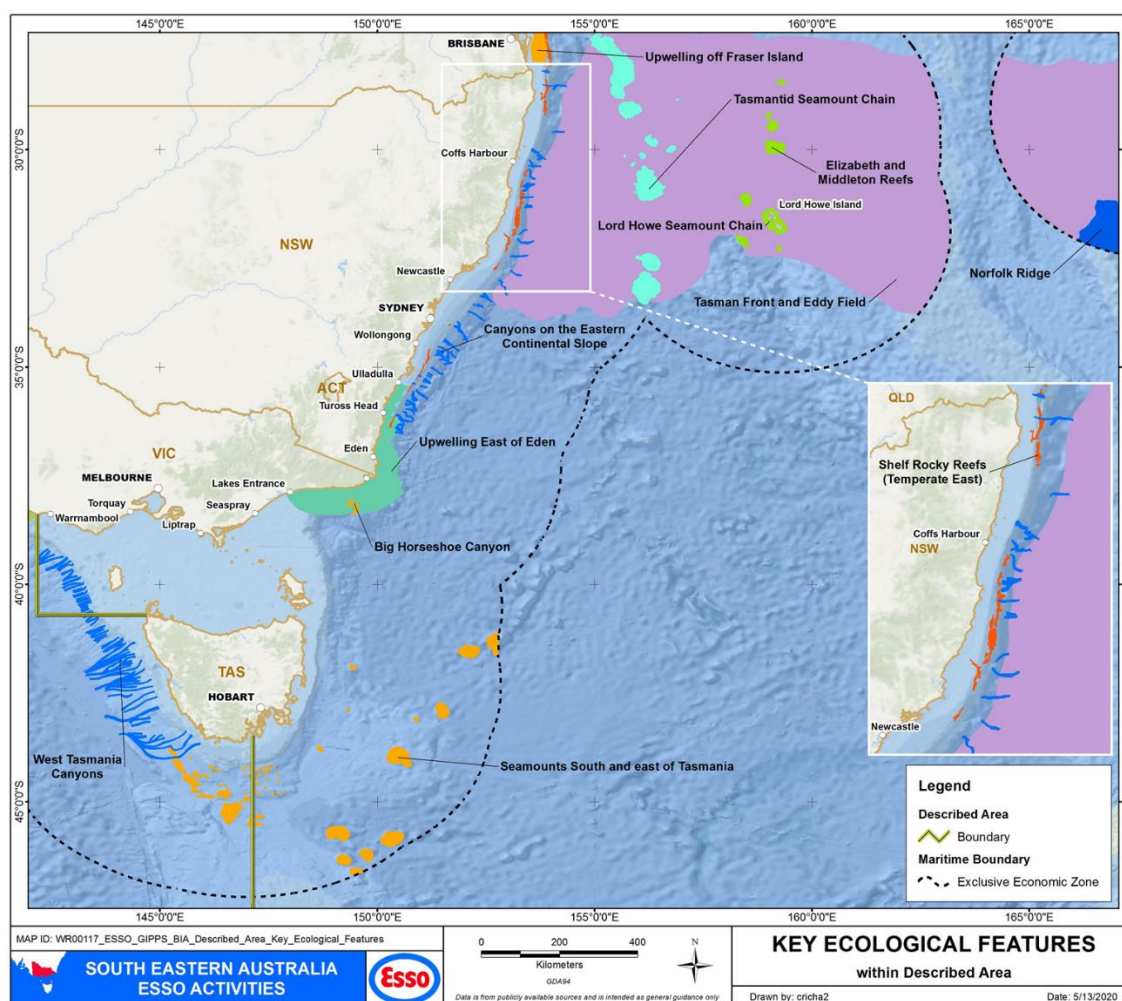 145°0'0"E
150°0'0"E
155°0'0"E
160°0'0"E
165°0'0"E
BRISBANE
Upwelling off Fraser Island
Tasmantid Seamount Chain
30°0'0"S
Coffs Harbour
Elizabeth and
Middleton Reefs
Lord Howe Island
Lord Howe Seamount Chain
NSW
Newcastle
Norfolk Ridge
Tasman Front and Eddy Field
SYDNEY
Canyons on the Eastern
Continental Slope
Wollongong
35°0'0"S
Ulladulla
ACT
Tuross Head
QLD
Upwelling East of Eden
Eden
VIC
Shelf Rocky Reefs
(Temperate East)
MELBOURNE
Lakes Entrance
Torquay
Seaspray
Warrnambool
Liptrap
Coffs Harbour
NSW
Big Horseshoe Canyon
40°0'0"S
TAS
HOBART
Newcastle
West Tasmania
Canyons
Seamounts South and east of Tasmania
45°0'0"S
Legend
Described Area
Boundary
Maritime Boundary
Exclusive Economic Zone
145°0'0"E
150°0'0"E
155°0'0"E
160°0'0"E
165°0'0"E
MAP ID: WR00117_ESSO_GIPPS_BIA_Described_Area_Key_Ecological_Features
SOUTH EASTERN AUSTRALIA
ESSO ACTIVITIES
Esso
0 200 400
Kilometers
GDA94
N
Data is from publicly available sources and is intended as general guidance only
KEY ECOLOGICAL FEATURES
within Described Area
Drawn by: cricha2
Date: 5/13/2020